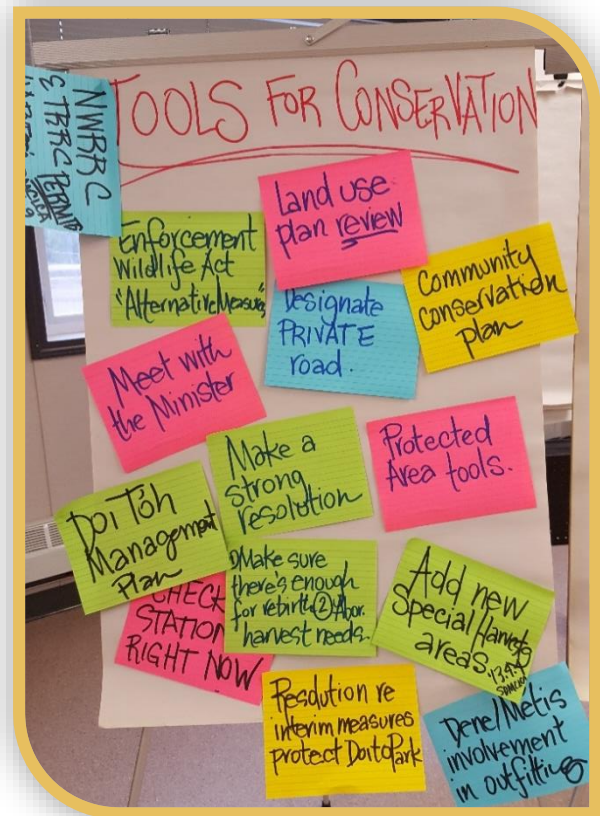 TOOLS FOR CONSERVATION
NWRRC
& TRRC PERMIT
Land use
plan review
Enforcement
Wildlife Act
"Alternative Measures"
Community
conservation
plan
Designate
PRIVATE
road.
Meet with
the Minister
Make a
strong
resolution
Protected
Area tools.
Doi Tóh
Management
Plan
①Make sure
there's enough
for rebirth ② Abor.
harvest needs.
Add new
Special Harvest
areas.
CHECK
STATION
RIGHT NOW
Resolution re
interim measures
protect Doi to Park
Dene/Metis
involvement
in outfitting